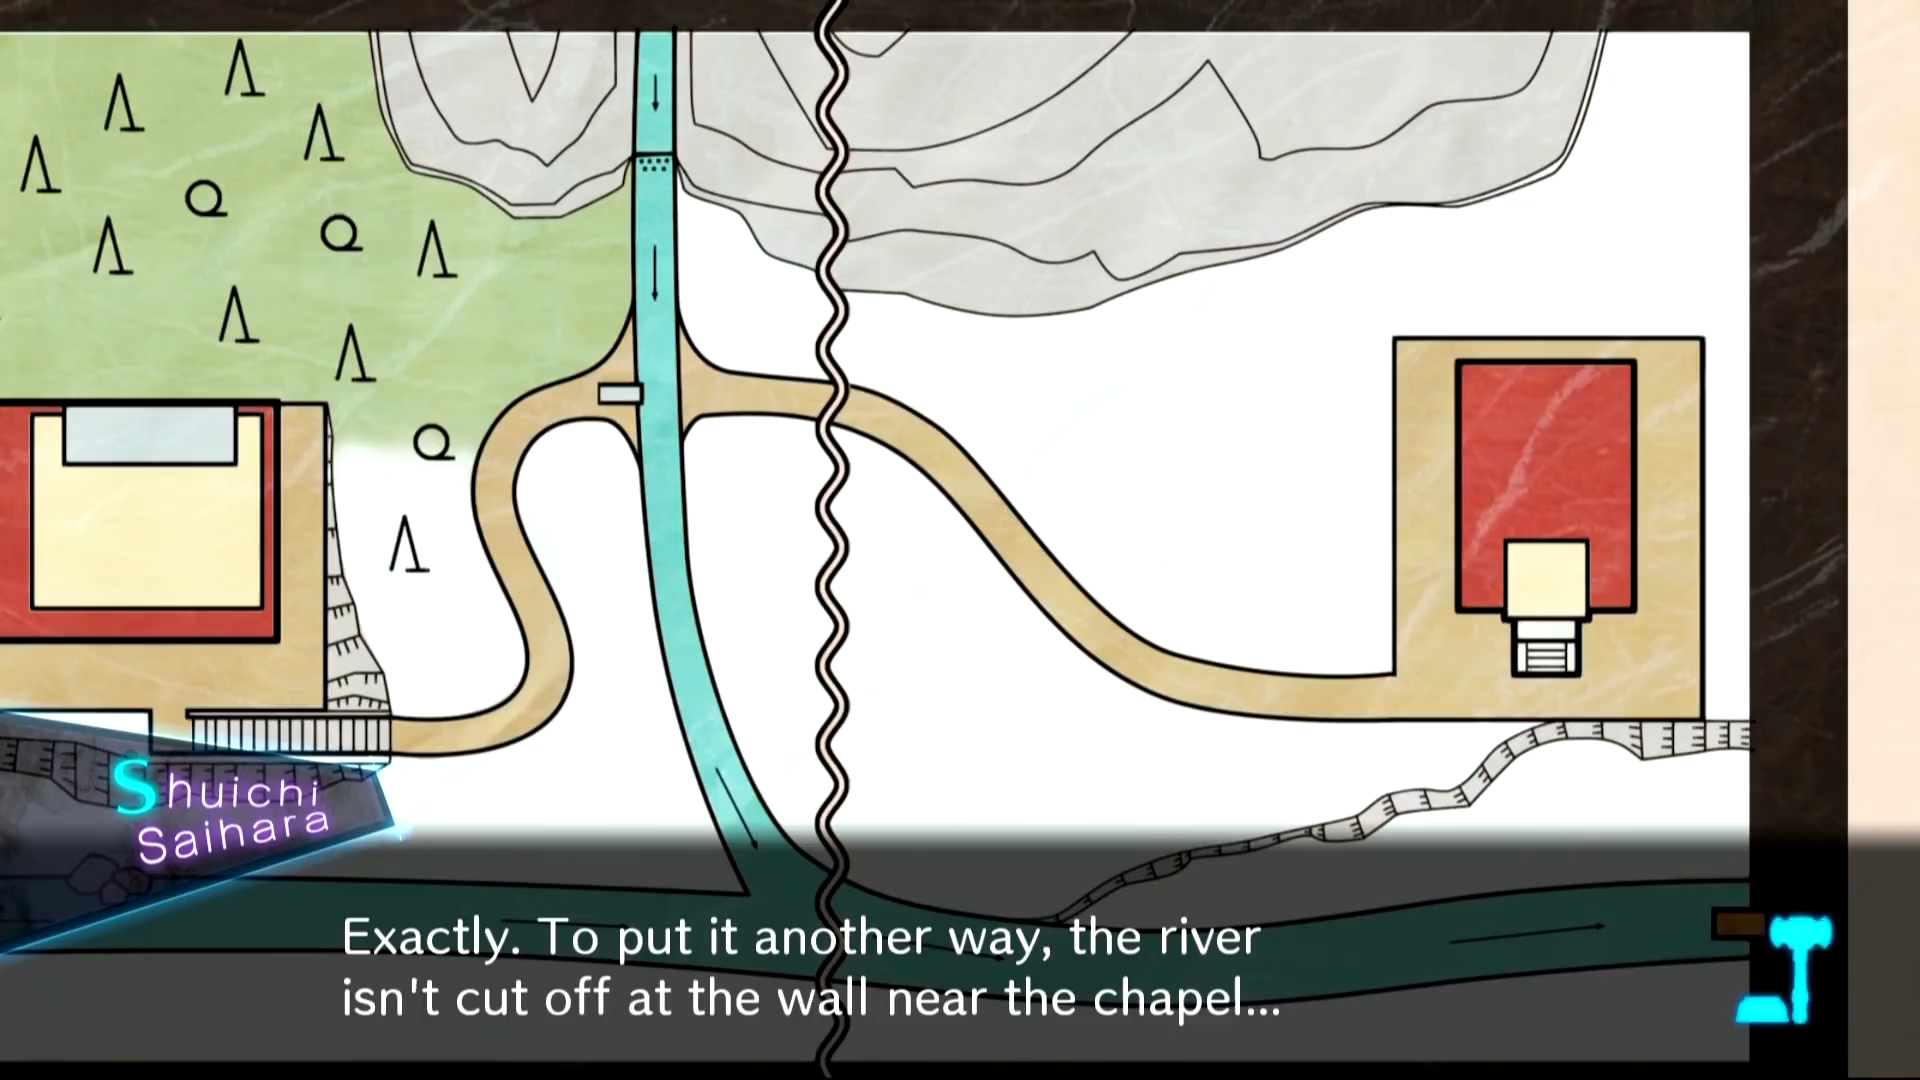 Shuichi
Saihara
Exactly. To put it another way, the river
isn't cut off at the wall near the chapel...